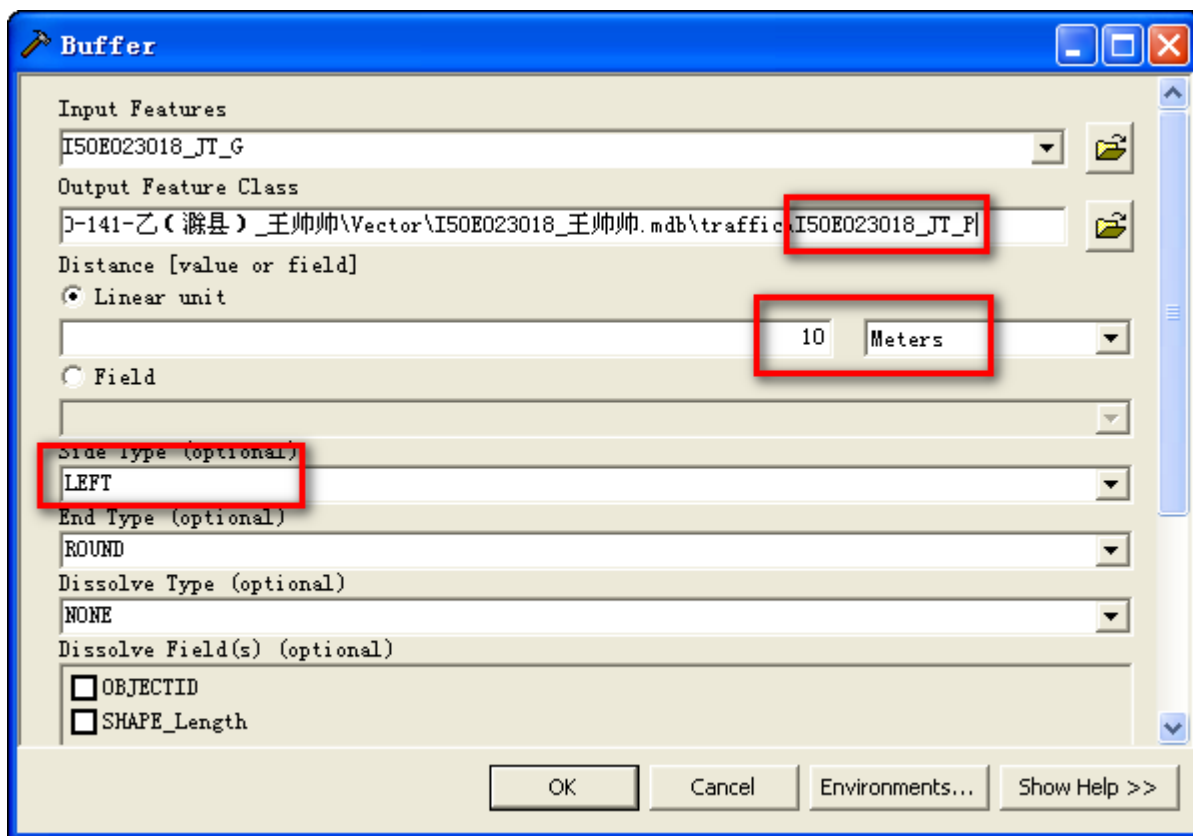 Buffer
Input Features
I50E023018_JT_G
Output Feature Class
)-141-乙(滁县)_王帅帅\Vector\I50E023018_王帅帅.mdb\traffic\I50E023018_JT_P
Distance [value or field]
Linear unit
10 Meters
Field
Side Type (optional)
LEFT
End Type (optional)
ROUND
Dissolve Type (optional)
NONE
Dissolve Field(s) (optional)
OBJECTID
SHAPE_Length
OK Cancel Environments... Show Help >>